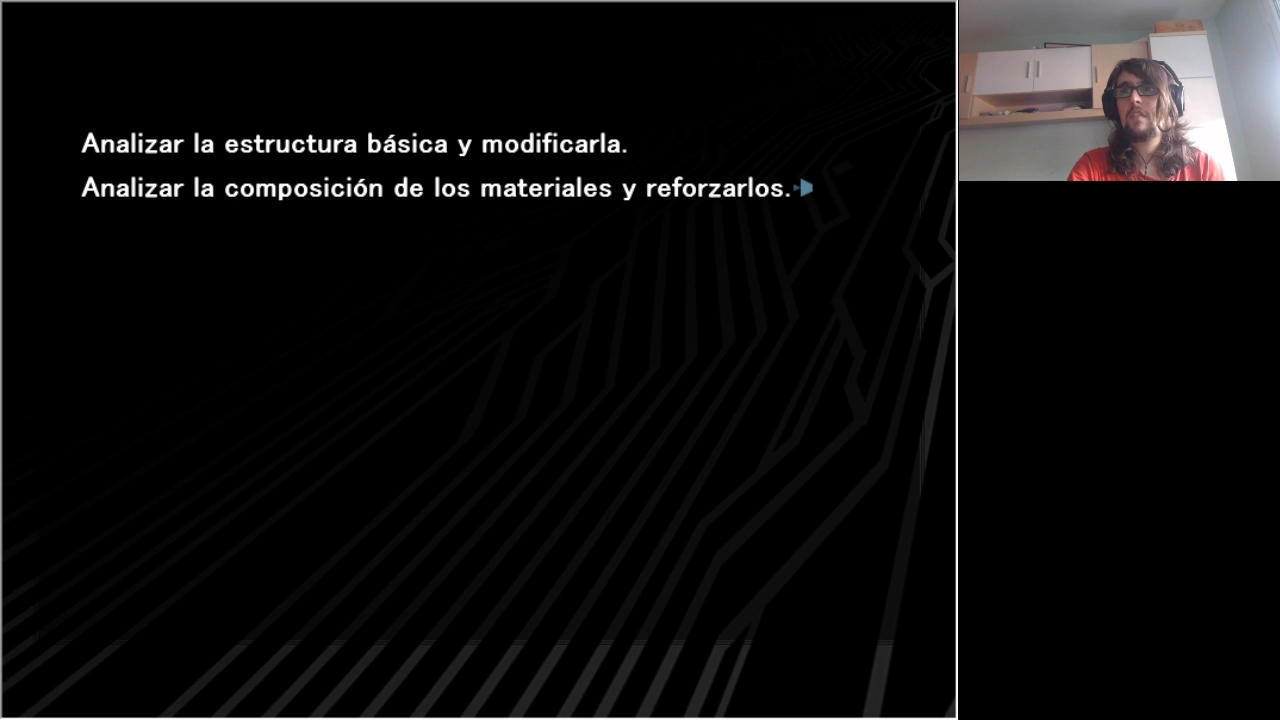 Analizar la estructura básica y modificarla.
Analizar la composición de los materiales y reforzarlos.